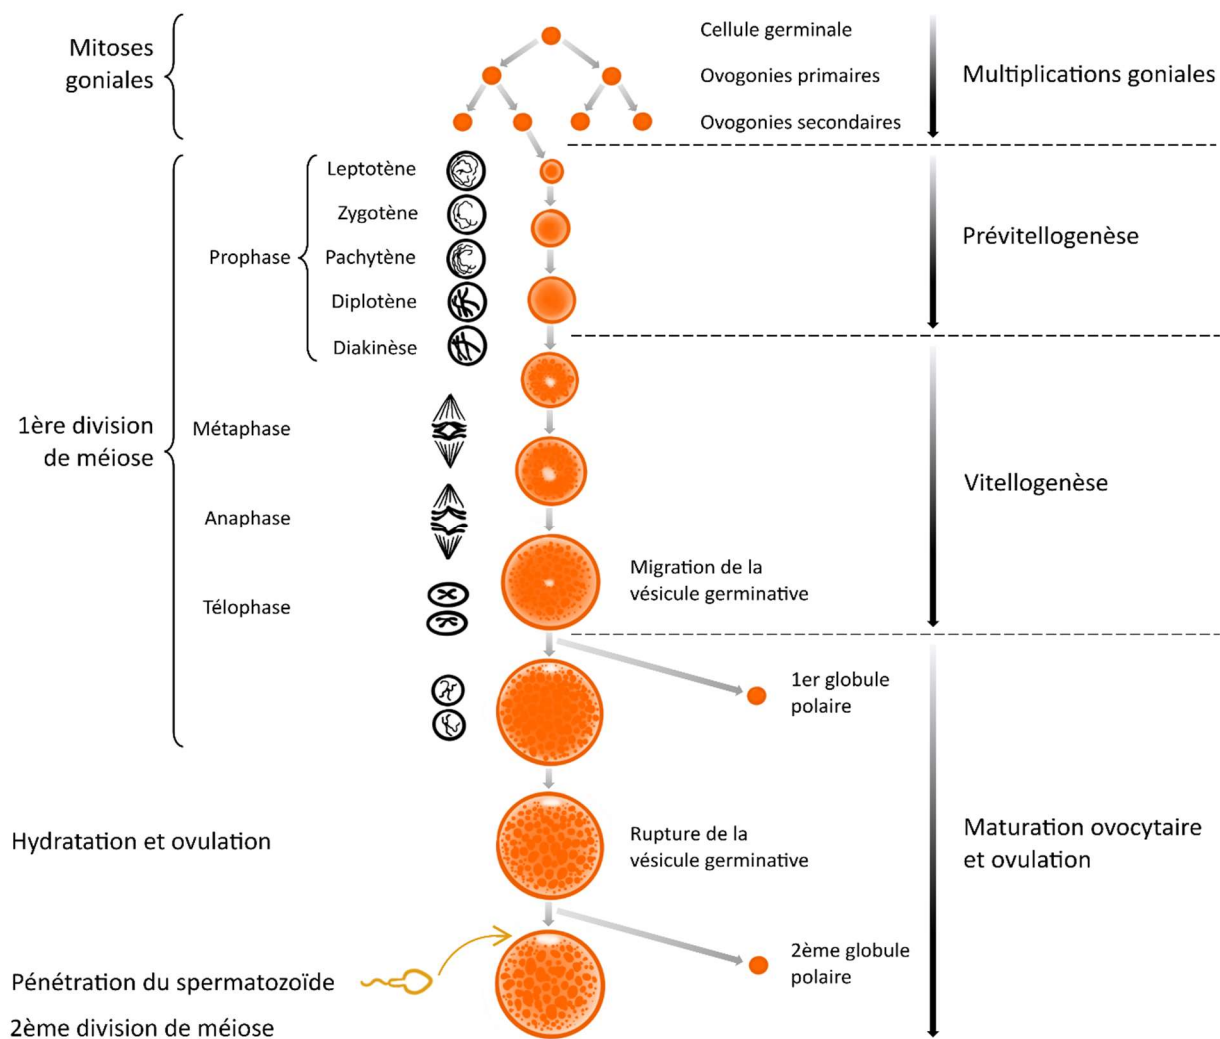 Mitoses
goniales
Cellule germinale
Ovogonies primaires
Ovogonies secondaires
Multiplications goniales
1ère division
de méiose
Prophase
Leptotène
Zygotène
Pachytène
Diplotène
Diakinèse
Métaphase
Anaphase
Télophase
Prévitellogenèse
Vitellogenèse
Migration de la
vésicule germinative
1er globule
polaire
Hydratation et ovulation
Rupture de la
vésicule germinative
Maturation ovocytaire
et ovulation
2ème globule
polaire
Pénétration du spermatozoïde
2ème division de méiose